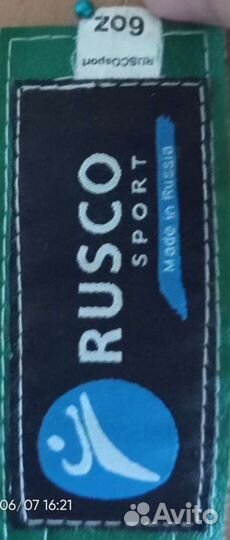 6oz
RUSCOsport
RUSCO
SPORT
Made in Russia
06/07 16:21
Avito